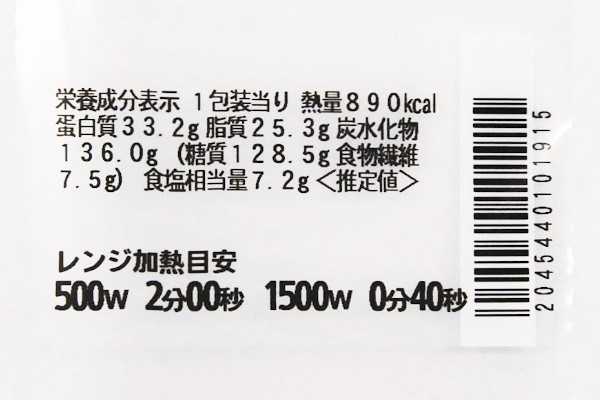 栄養成分表示 1包装当り 熱量890kcal
蛋白質33.2g脂質25.3g炭水化物
136.0g (糖質128.5g食物繊維
7.5g) 食塩相当量7.2g<推定値>
レンジ加熱目安
500W 2分00秒 1500W 0分40秒
204544010 1915